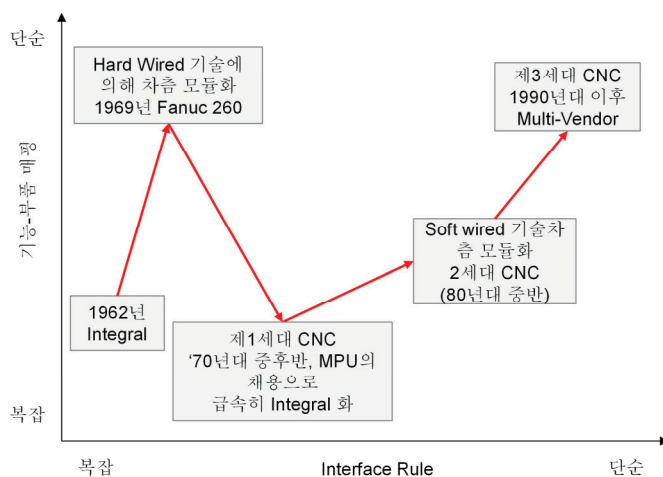 단순
Hard Wired 기술에
의해 차츰 모듈화
1969년 Fanuc 260
제3세대 CNC
1990년대 이후
Multi-Vendor
기능-부품 매핑
Soft wired 기술차
츰 모듈화
2세대 CNC
(80년대 중반)
1962년
Integral
제1세대 CNC
‘70년대 중후반, MPU의
채용으로
급속히 Integral 화
복잡
복잡
Interface Rule
단순